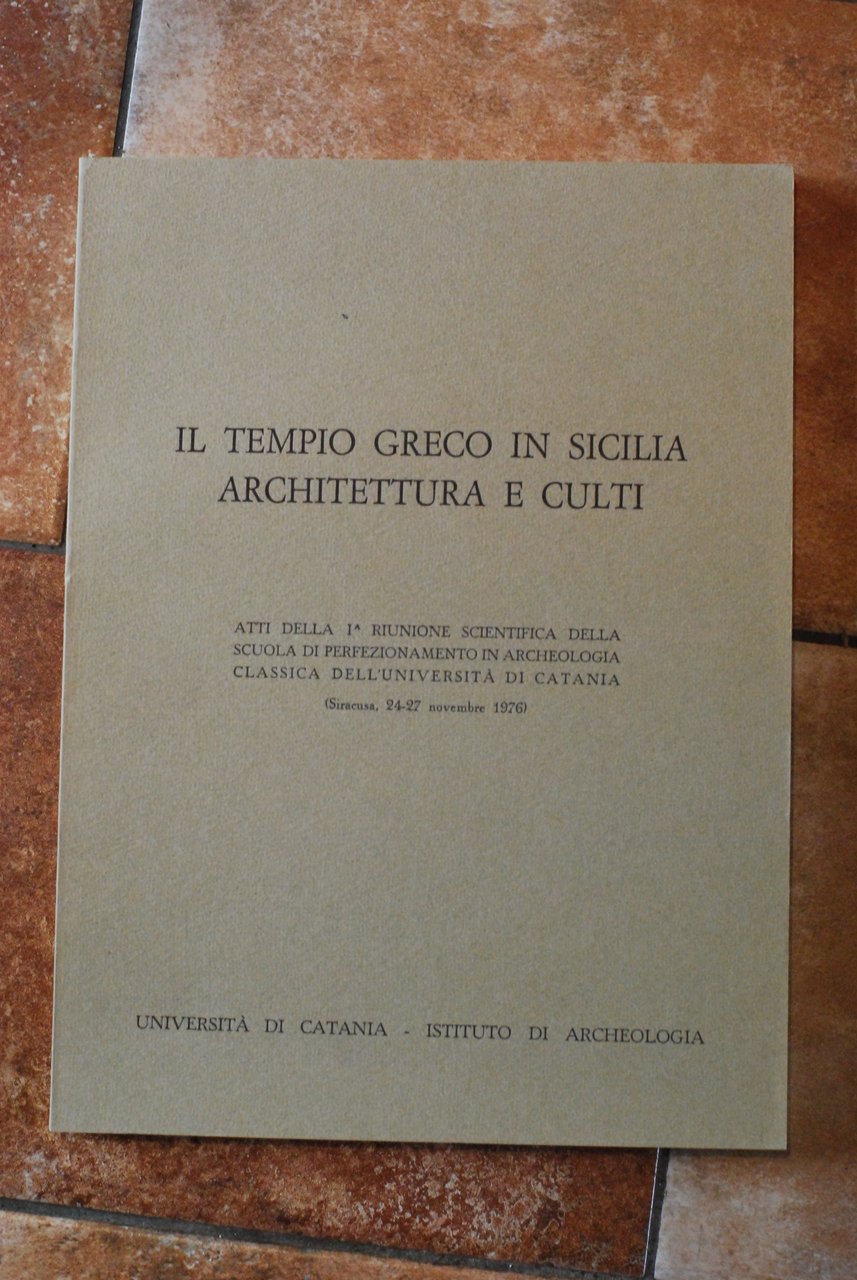 IL TEMPIO GRECO IN SICILIA
ARCHITETTURA E CULTI
ATTI DELLA Iᴬ RIUNIONE SCIENTIFICA DELLA
SCUOLA DI PERFEZIONAMENTO IN ARCHEOLOGIA
CLASSICA DELL'UNIVERSITÀ DI CATANIA
(Siracusa, 24-27 novembre 1976)
UNIVERSITÀ DI CATANIA - ISTITUTO DI ARCHEOLOGIA